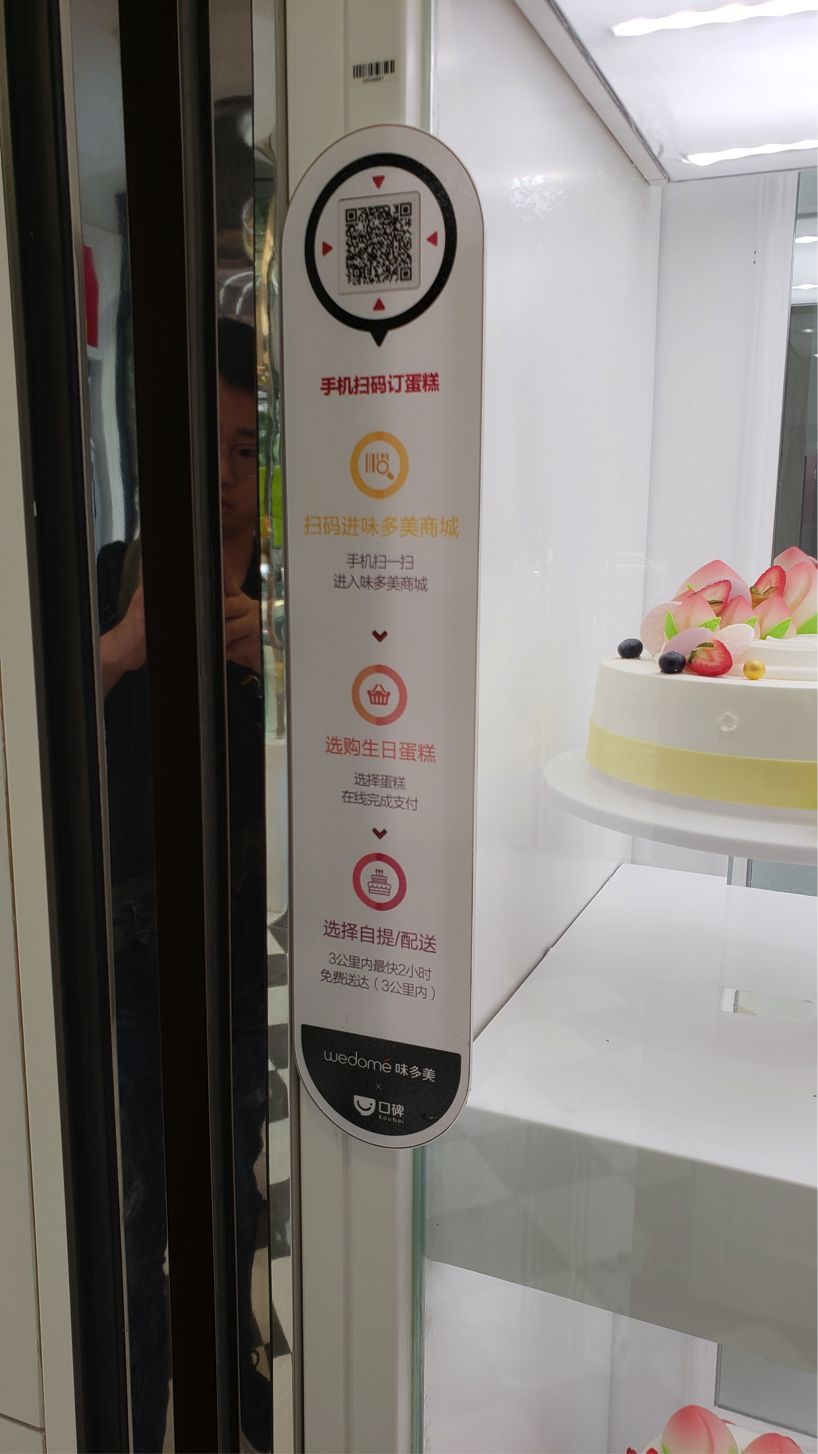 手机扫码订蛋糕
扫码进味多美商城
手机扫一扫
进入味多美商城
选购生日蛋糕
选择蛋糕
在线完成支付
选择自提/配送
3公里内最快2小时
免费送达（3公里内）
wedomé 味多美
×
口碑
Koubei